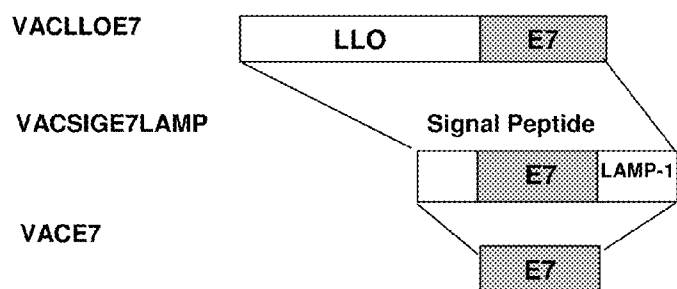 VACLLOE7
LLO E7
VACSIGE7LAMP Signal Peptide
E7 LAMP-1
VACE7
E7